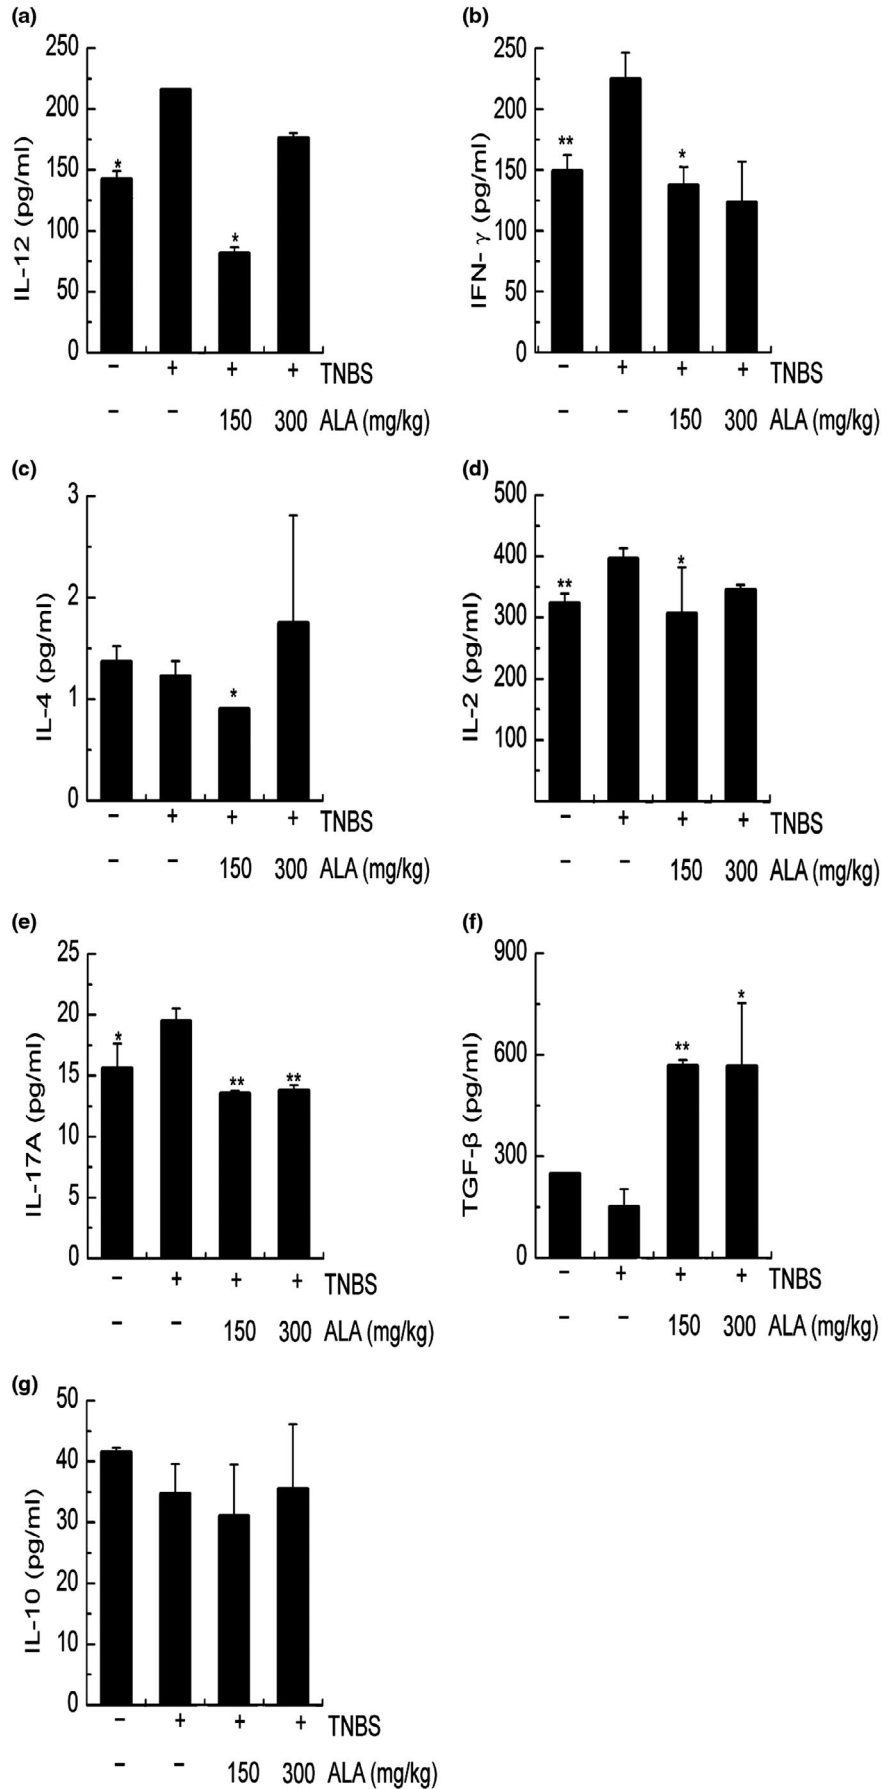 (a)
250
200
150
100
50
0
IL-12 (pg/ml)
*
*
- + + + TNBS
- - 150 300 ALA (mg/kg)
(b)
250
200
150
100
50
0
IFN- γ (pg/ml)
**
*
- + + + TNBS
- - 150 300 ALA (mg/kg)
(c)
3
2
1
0
IL-4 (pg/ml)
*
- + + + TNBS
- - 150 300 ALA (mg/kg)
(d)
500
400
300
200
100
IL-2 (pg/ml)
**
*
- + + + TNBS
- - 150 300 ALA (mg/kg)
(e)
25
20
15
10
5
0
IL-17A (pg/ml)
*
**
**
- + + + TNBS
- - 150 300 ALA (mg/kg)
(f)
900
600
300
0
TGF-β (pg/ml)
**
*
- + + + TNBS
- - 150 300 ALA (mg/kg)
(g)
50
40
30
20
10
0
IL-10 (pg/ml)
- + + + TNBS
- - 150 300 ALA (mg/kg)